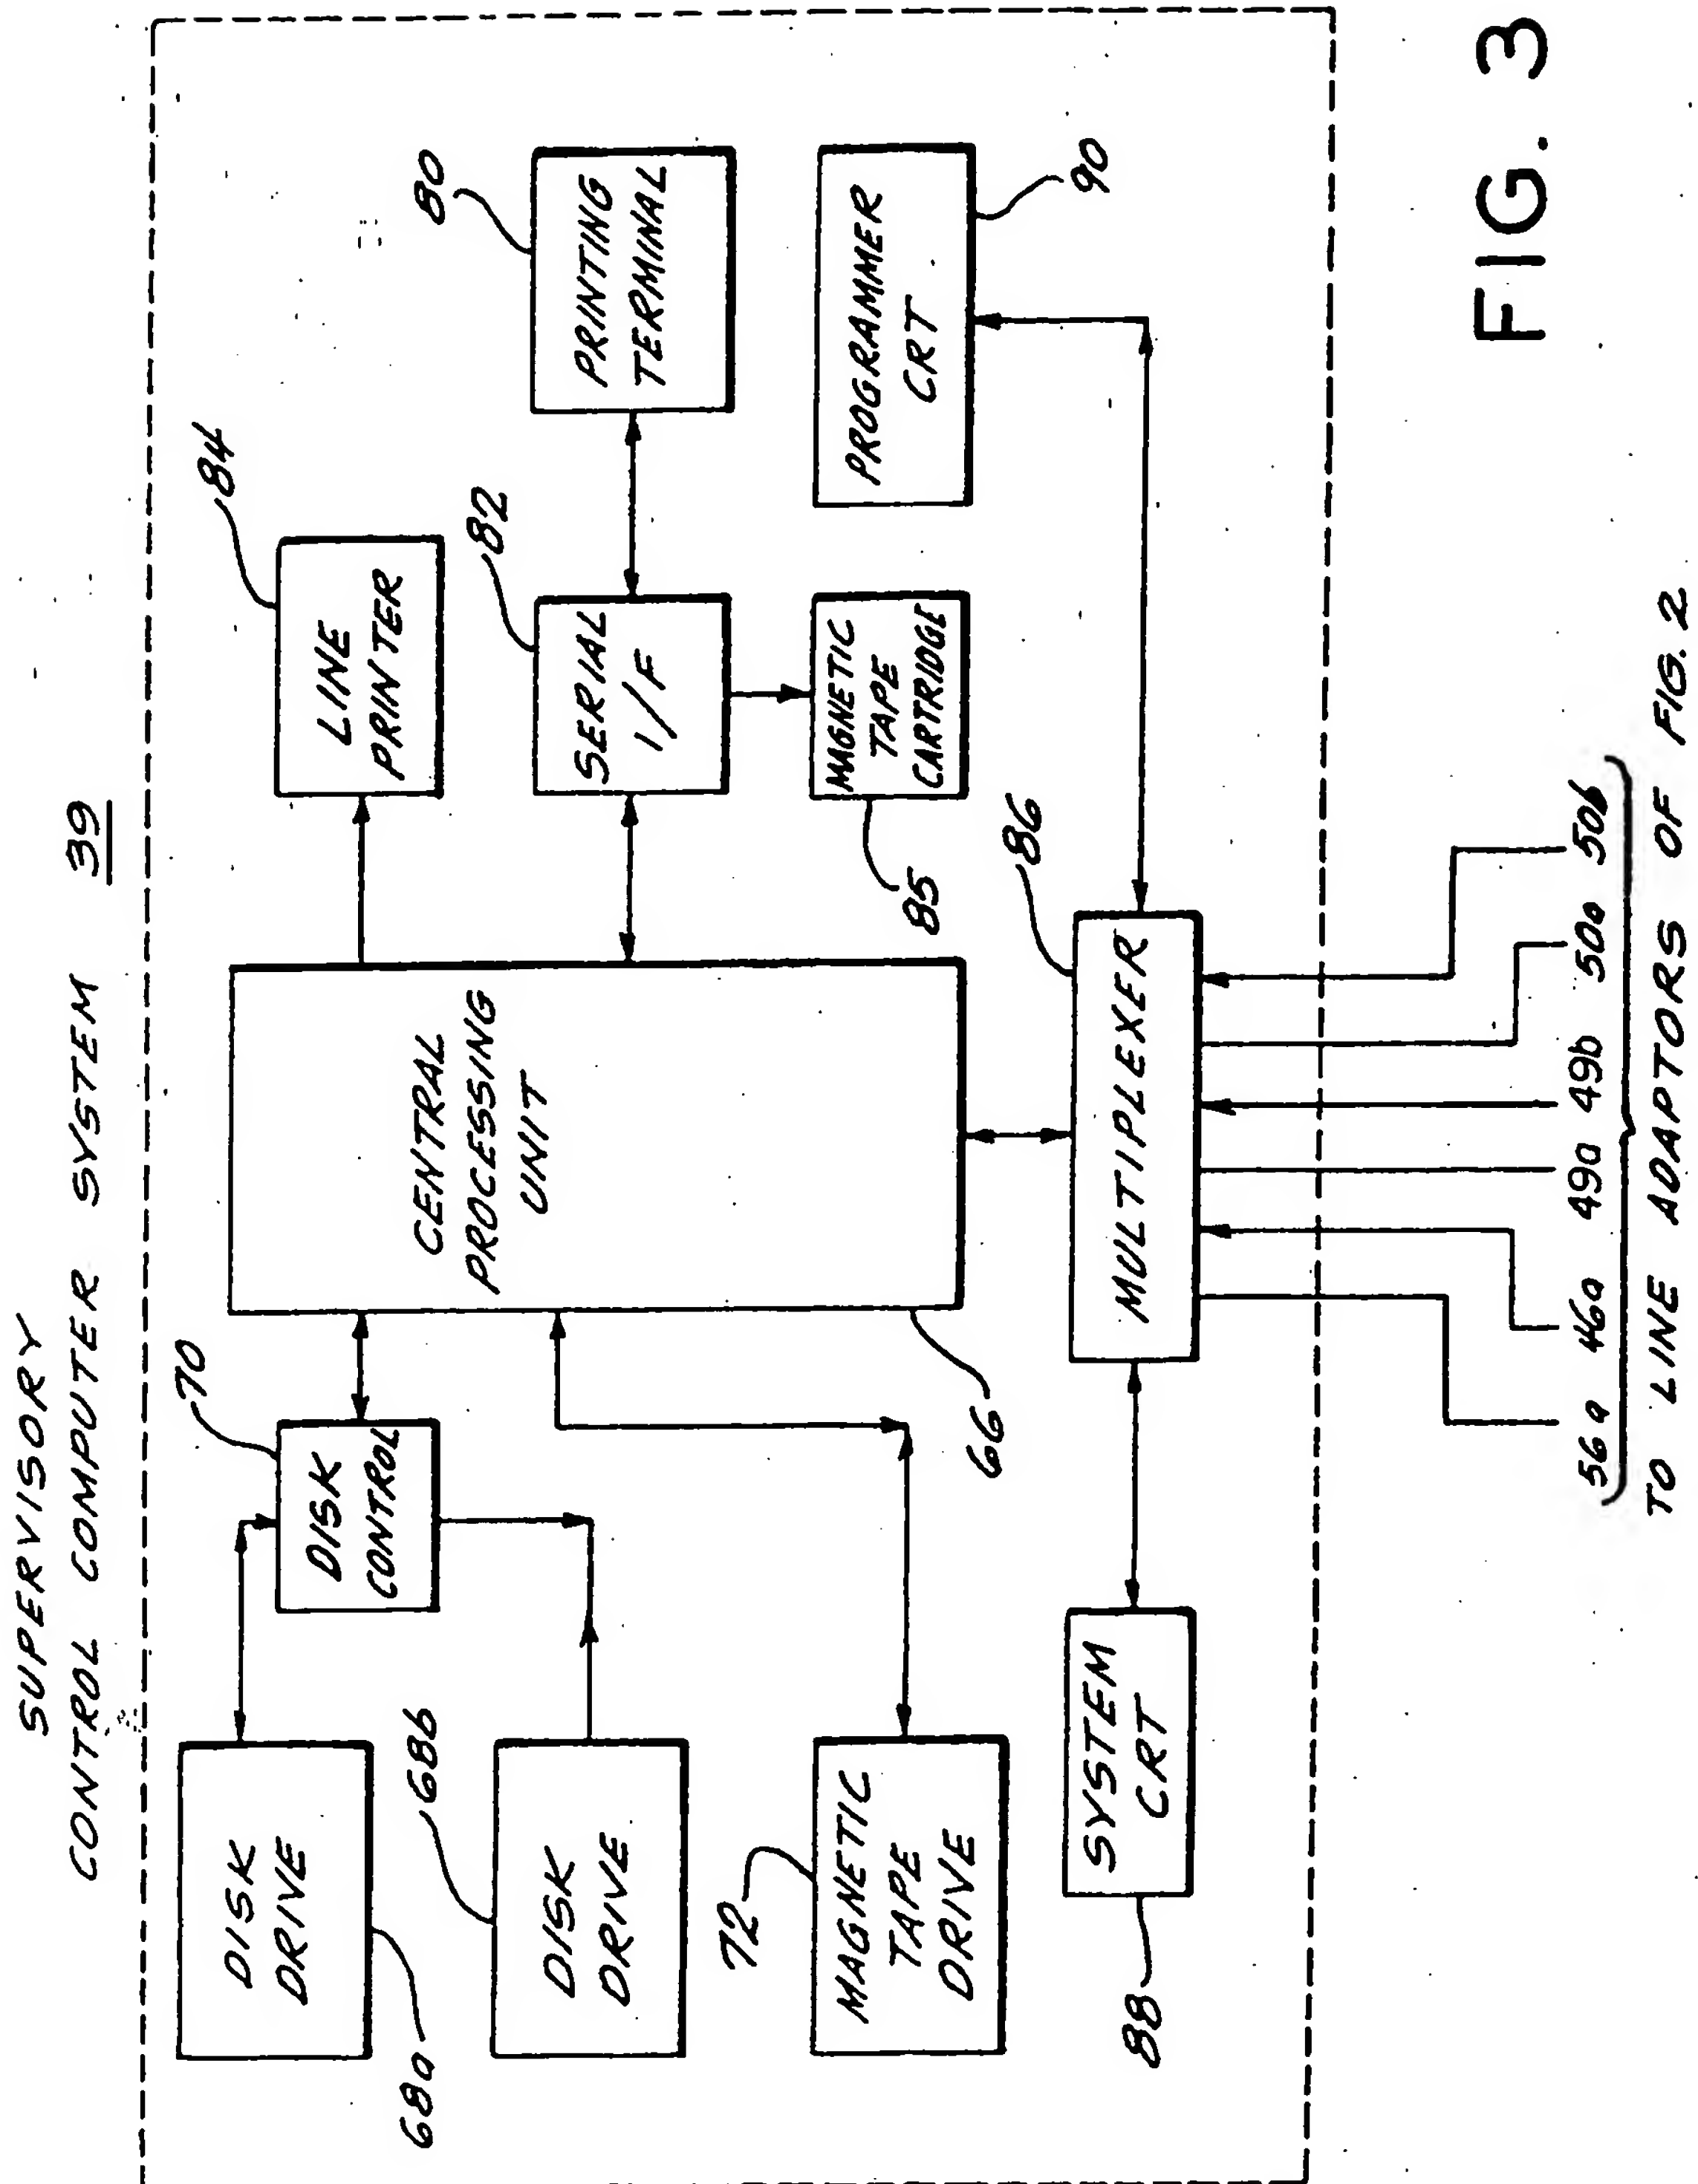 SUPERVISORY
CONTROL COMPUTER SYSTEM 39
68a
DISK
DRIVE
68b
DISK
DRIVE
72
MAGNETIC
TAPE
DRIVE
88
SYSTEM
CRT
70
DISK
CONTROL
66
CENTRAL
PROCESSING
UNIT
86
MULTIPLEXER
84
LINE
PRINTER
82
SERIAL
I/F
85
MAGNETIC
TAPE
CARTRIDGE
80
PRINTING
TERMINAL
PROGRAMMER
CRT
90
56a 46a 49a 49b 50a 50b
TO LINE ADAPTORS OF FIG. 2
FIG. 3